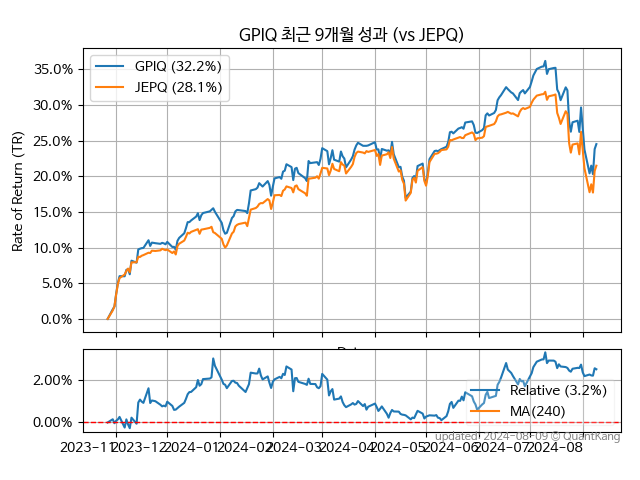 GPIQ 최근 9개월 성과 (vs JEPQ)
GPIQ (32.2%)
JEPQ (28.1%)
Rate of Return (TR)
35.0%
30.0%
25.0%
20.0%
15.0%
10.0%
5.0%
0.0%
2.00%
0.00%
Relative (3.2%)
MA(240)
updated: 2024-08-09 © QuantKang
2023-11
2023-12
2024-01
2024-02
2024-03
2024-04
2024-05
2024-06
2024-07
2024-08